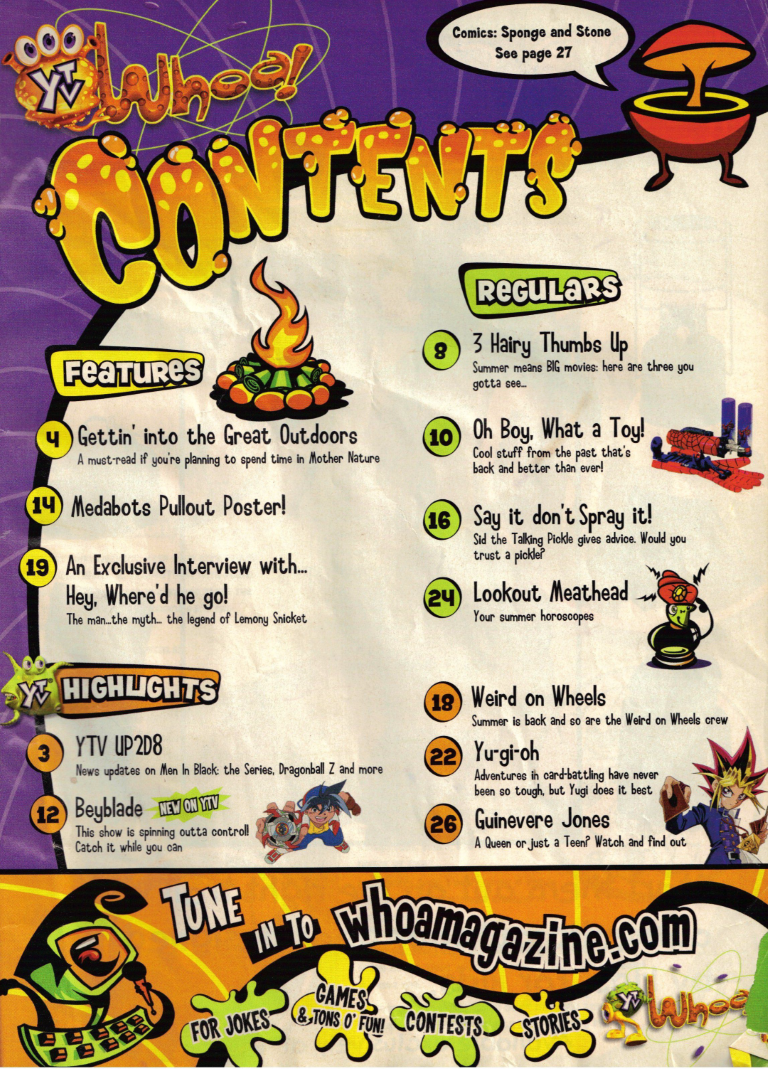 YTV Whoa!
Comics: Sponge and Stone
See page 27
CONTENTS
FEATURES
4 Gettin' into the Great Outdoors
A must-read if you're planning to spend time in Mother Nature
14 Medabots Pullout Poster!
19 An Exclusive Interview with...
Hey, Where'd he go!
The man...the myth... the legend of Lemony Snicket
REGULARS
8 3 Hairy Thumbs Up
Summer means BIG movies: here are three you
gotta see...
10 Oh Boy, What a Toy!
Cool stuff from the past that's
back and better than ever!
16 Say it don't Spray it!
Sid the Talking Pickle gives advice. Would you
trust a pickle?
24 Lookout Meathead
Your summer horoscopes
YTV HIGHLIGHTS
3 YTV UP2D8
News updates on Men In Black: the Series, Dragonball Z and more
12 Beyblade NEW ON YTV
This show is spinning outta control!
Catch it while you can
18 Weird on Wheels
Summer is back and so are the Weird on Wheels crew
22 Yu-gi-oh
Adventures in card-battling have never
been so tough, but Yugi does it best
26 Guinevere Jones
A Queen or just a Teen? Watch and find out
TUNE IN TO whoamagazine.com
FOR JOKES
GAMES
& TONS O' FUN!
CONTESTS
STORIES
YTV Whoa